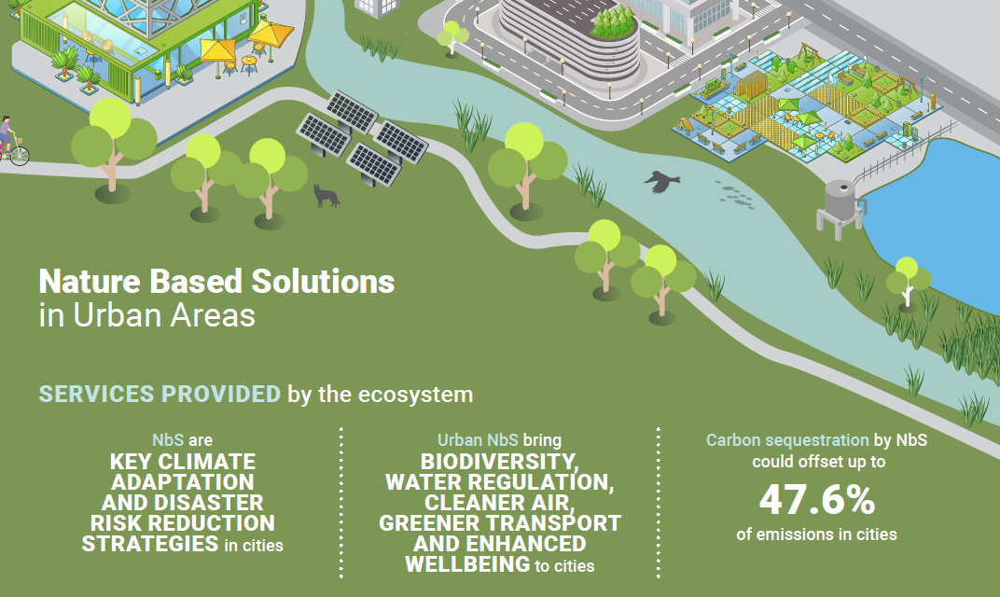 Nature Based Solutions
in Urban Areas
SERVICES PROVIDED by the ecosystem
NbS are
KEY CLIMATE
ADAPTATION
AND DISASTER
RISK REDUCTION
STRATEGIES in cities
Urban NbS bring
BIODIVERSITY,
WATER REGULATION,
CLEANER AIR,
GREENER TRANSPORT
AND ENHANCED
WELLBEING to cities
Carbon sequestration by NbS
could offset up to
47.6%
of emissions in cities